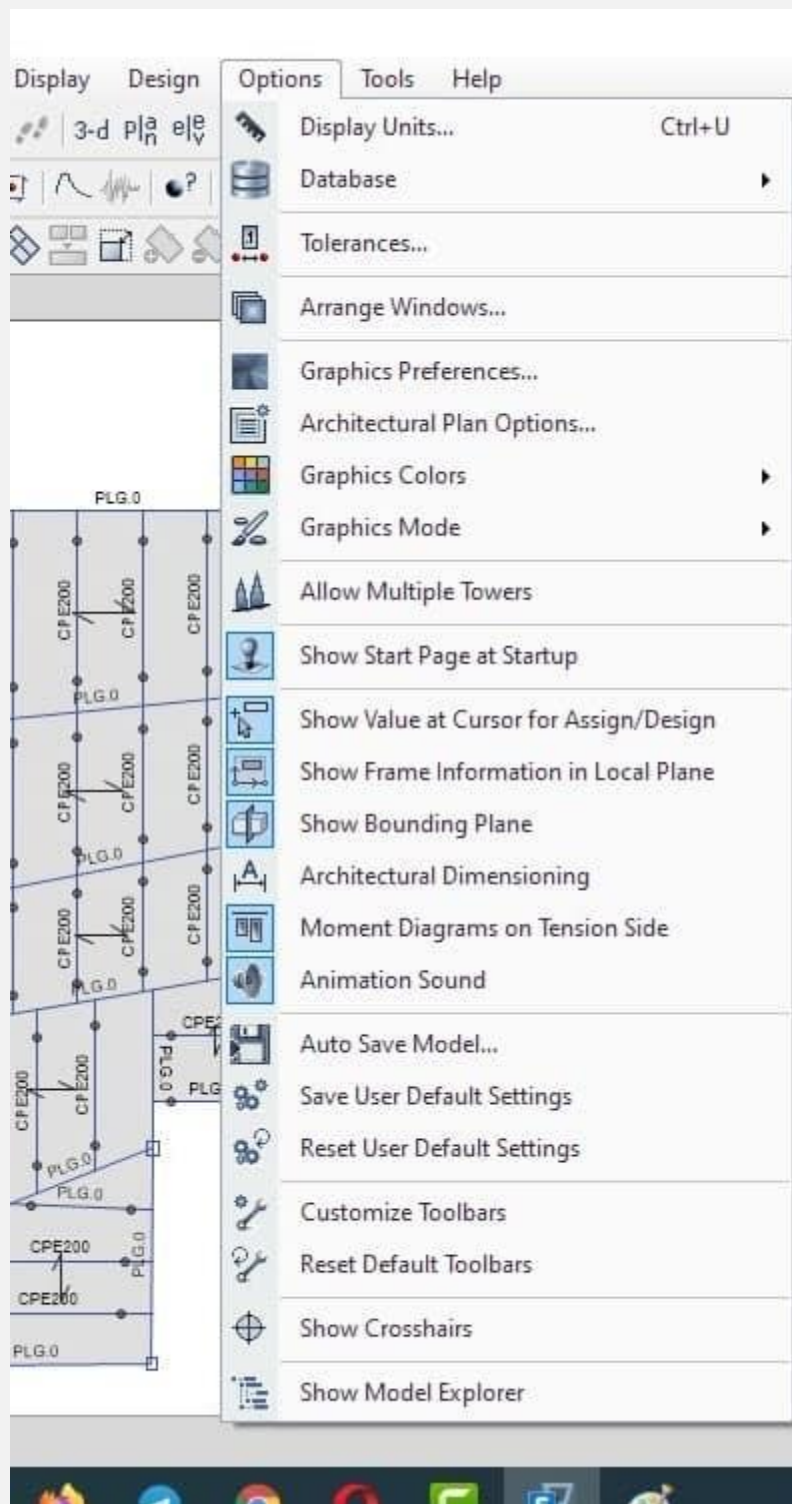 Display Design Options Tools Help
3-d pla n ele v
Display Units... Ctrl+U
Database
Tolerances...
Arrange Windows...
Graphics Preferences...
Architectural Plan Options...
Graphics Colors
Graphics Mode
Allow Multiple Towers
Show Start Page at Startup
Show Value at Cursor for Assign/Design
Show Frame Information in Local Plane
Show Bounding Plane
Architectural Dimensioning
Moment Diagrams on Tension Side
Animation Sound
Auto Save Model...
Save User Default Settings
Reset User Default Settings
Customize Toolbars
Reset Default Toolbars
Show Crosshairs
Show Model Explorer
PLG.0
CPE200 CPE200 CPE200
PLG.0
CPE200 CPE200 CPE200
PLG.0
CPE200 CPE200 CPE200
PLG.0
CPE200 CPE200 PLG.0
PLG.0
PLG.0
CPE200 PLG.0
CPE200
PLG.0